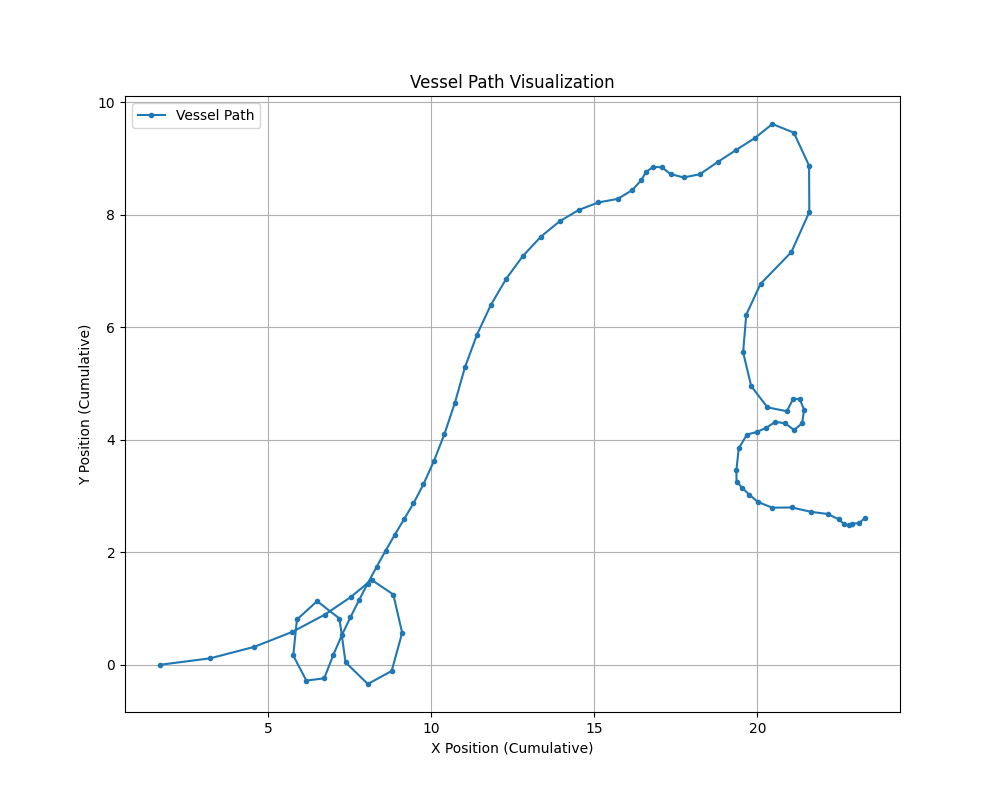 Vessel Path Visualization
Vessel Path
Y Position (Cumulative)
10
8
6
4
2
0
5 10 15 20
X Position (Cumulative)